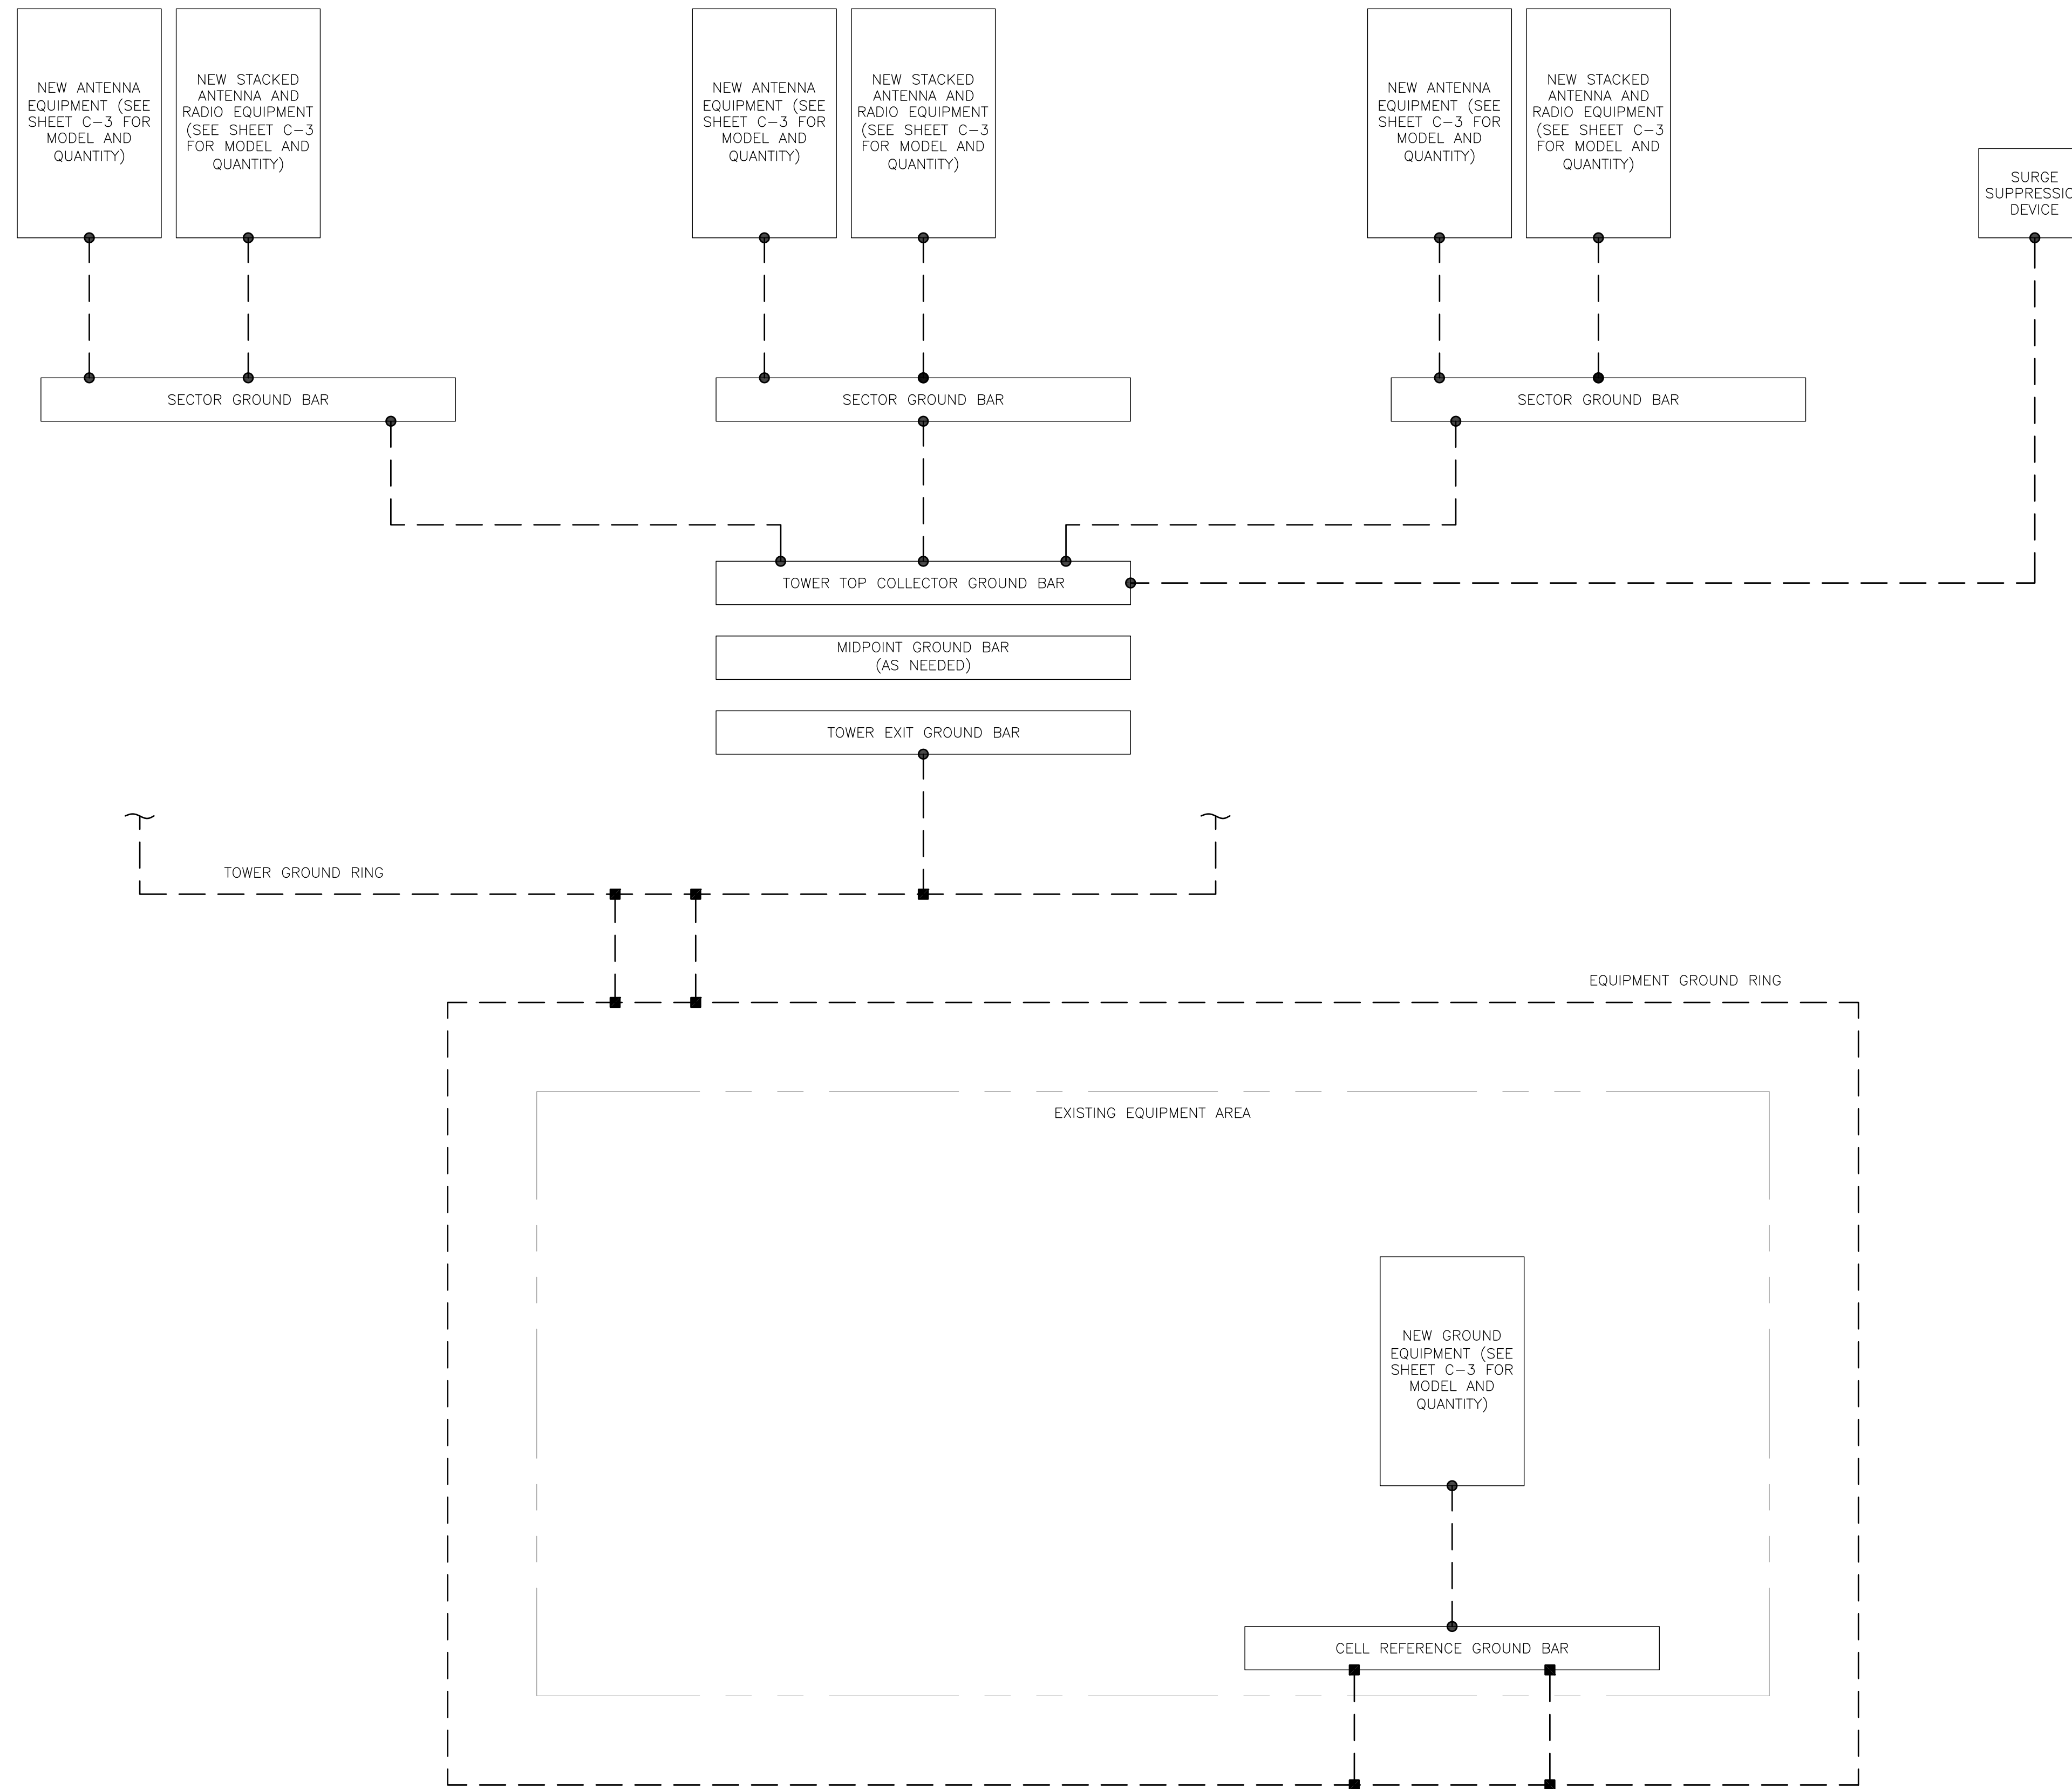 NEW ANTENNA
EQUIPMENT (SEE
SHEET C-3 FOR
MODEL AND
QUANTITY)
NEW STACKED
ANTENNA AND
RADIO EQUIPMENT
(SEE SHEET C-3
FOR MODEL AND
QUANTITY)
NEW ANTENNA
EQUIPMENT (SEE
SHEET C-3 FOR
MODEL AND
QUANTITY)
NEW STACKED
ANTENNA AND
RADIO EQUIPMENT
(SEE SHEET C-3
FOR MODEL AND
QUANTITY)
NEW ANTENNA
EQUIPMENT (SEE
SHEET C-3 FOR
MODEL AND
QUANTITY)
NEW STACKED
ANTENNA AND
RADIO EQUIPMENT
(SEE SHEET C-3
FOR MODEL AND
QUANTITY)
SURGE
DEVICE
SECTOR GROUND BAR
SECTOR GROUND BAR
SECTOR GROUND BAR
TOWER TOP COLLECTOR GROUND BAR
MIDPOINT GROUND BAR
(AS NEEDED)
TOWER EXIT GROUND BAR
TOWER GROUND RING
EQUIPMENT GROUND RING
EXISTING EQUIPMENT AREA
NEW GROUND
EQUIPMENT (SEE
SHEET C-3 FOR
MODEL AND
QUANTITY)
CELL REFERENCE GROUND BAR